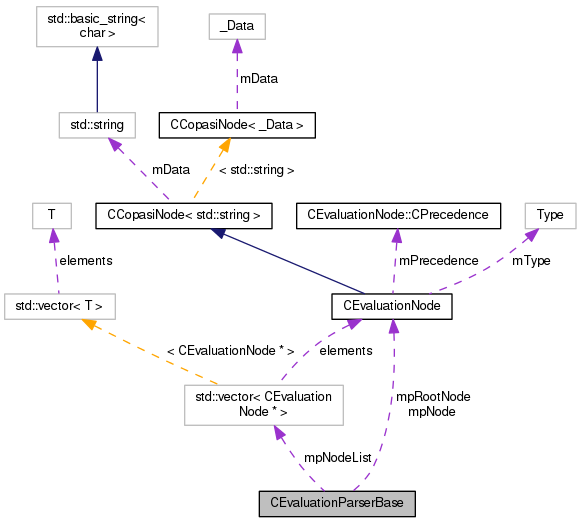 std::basic_string<
char >
_Data
mData
std::string
CCopasiNode< _Data >
mData
< std::string >
T
CCopasiNode< std::string >
CEvaluationNode::CPrecedence
Type
elements
mPrecedence
mType
std::vector< T >
CEvaluationNode
< CEvaluationNode * >
elements
std::vector< CEvaluation
Node * >
mpRootNode
mpNode
mpNodeList
CEvaluationParserBase